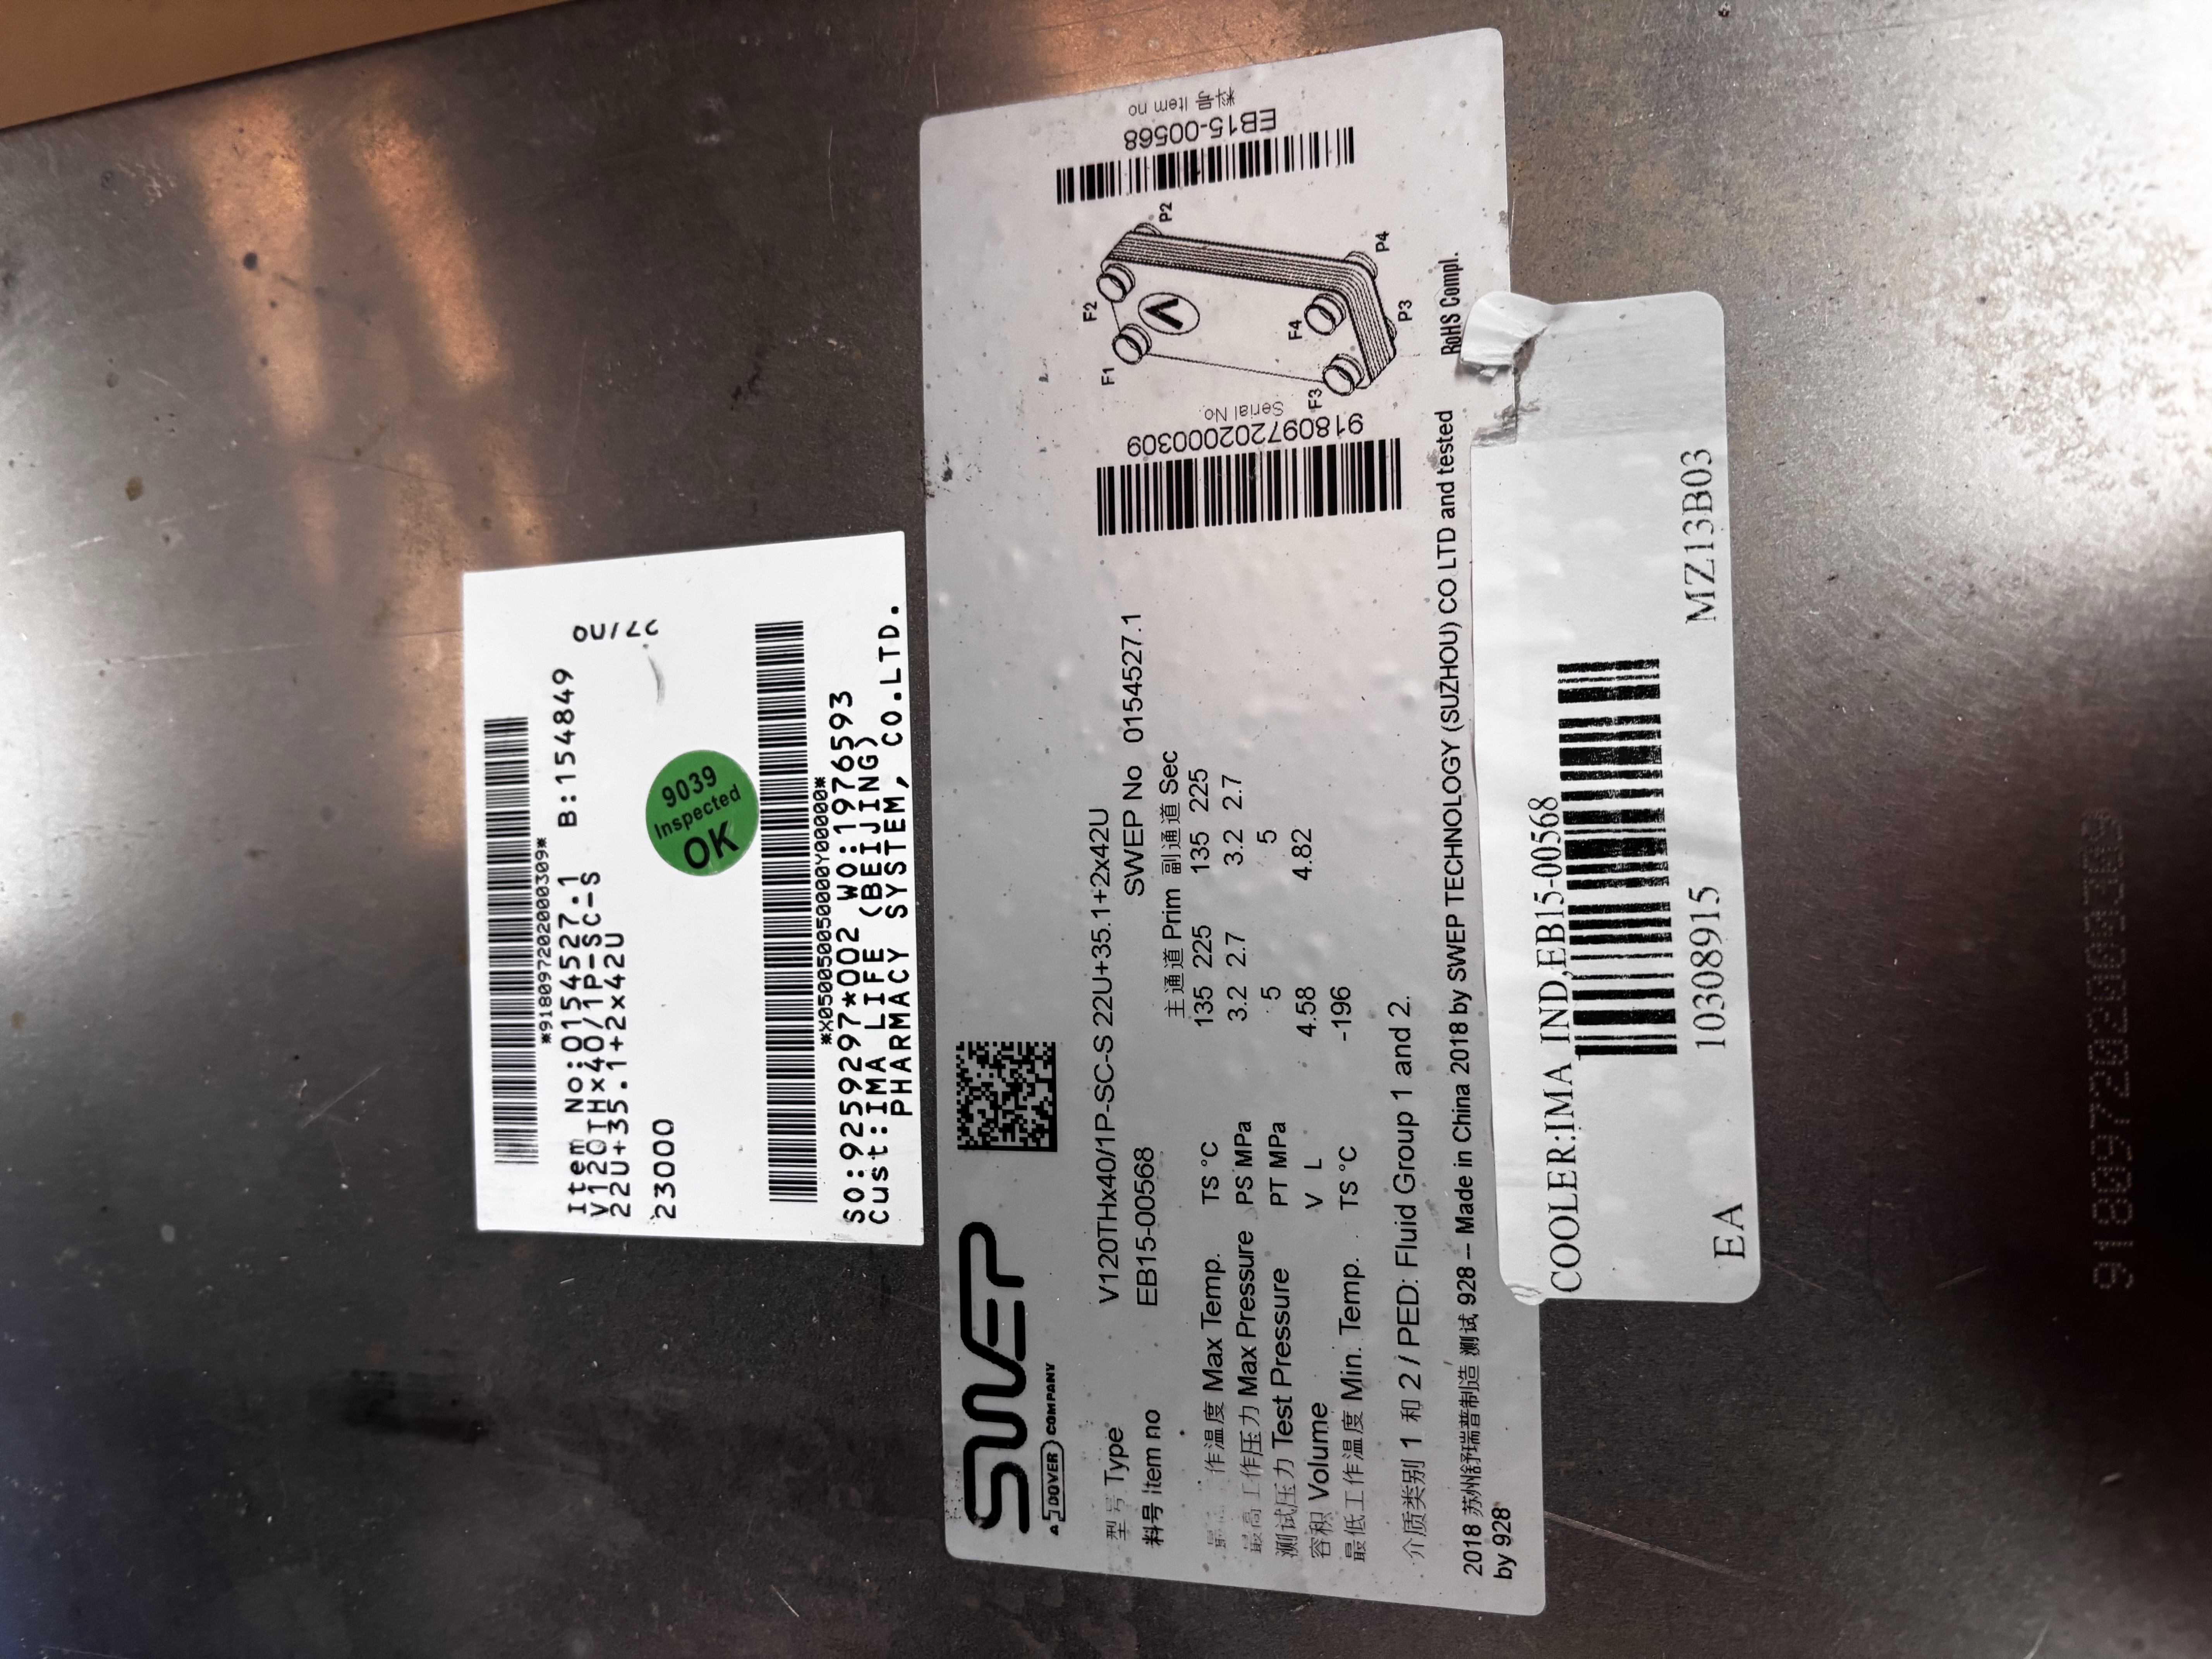 *918097202000309*
Item No:0154527.1 B:154849
V120THx40/1P-SC-S
22U+35.1+2x42U
23000
9039
Inspected
OK
*X05005005000Y00000*
SO:9259297*002 WO:1976593
Cust:IMA LIFE (BEIJING)
PHARMACY SYSTEM, CO.LTD.
SWEP
A DOVER COMPANY
型号 Type V120THx40/1P-SC-S 22U+35.1+2x42U
料号 item no EB15-00568 SWEP No 0154527.1
主通道 Prim 副通道 Sec
作温度 Max Temp. TS °C 135 225 135 225
最高工作压力 Max Pressure PS MPa 3.2 2.7 3.2 2.7
测试压力 Test Pressure PT MPa 5 5
容积 Volume V L 4.58 4.82
最低工作温度 Min. Temp. TS °C -196
介质类别 1 和 2 / PED: Fluid Group 1 and 2.
2018 苏州舒瑞普制造 测试 928 -- Made in China 2018 by SWEP TECHNOLOGY (SUZHOU) CO LTD and tested
by 928
RoHS Compl.
918097202000309
Serial No.
F1
F2
F3
F4
P2
P3
P4
EB15-00568
料号 Item no
COOLER:IMA IND,EB15-00568
10308915
EA MZ13B03
918097202000309